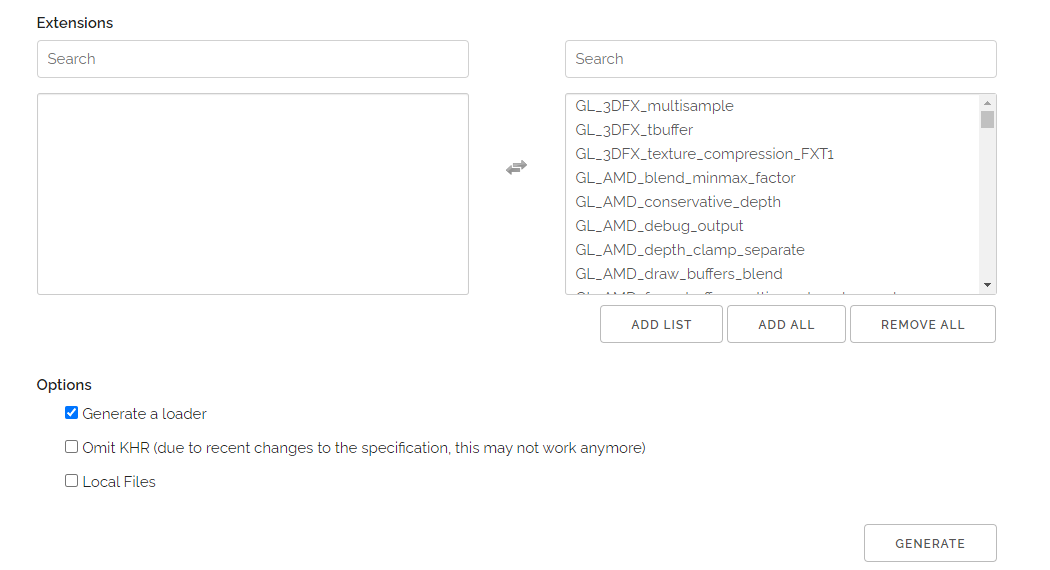 Extensions
Search
Search
GL_3DFX_multisample
GL_3DFX_tbuffer
GL_3DFX_texture_compression_FXT1
GL_AMD_blend_minmax_factor
GL_AMD_conservative_depth
GL_AMD_debug_output
GL_AMD_depth_clamp_separate
GL_AMD_draw_buffers_blend
ADD LIST
ADD ALL
REMOVE ALL
Options
Generate a loader
Omit KHR (due to recent changes to the specification, this may not work anymore)
Local Files
GENERATE